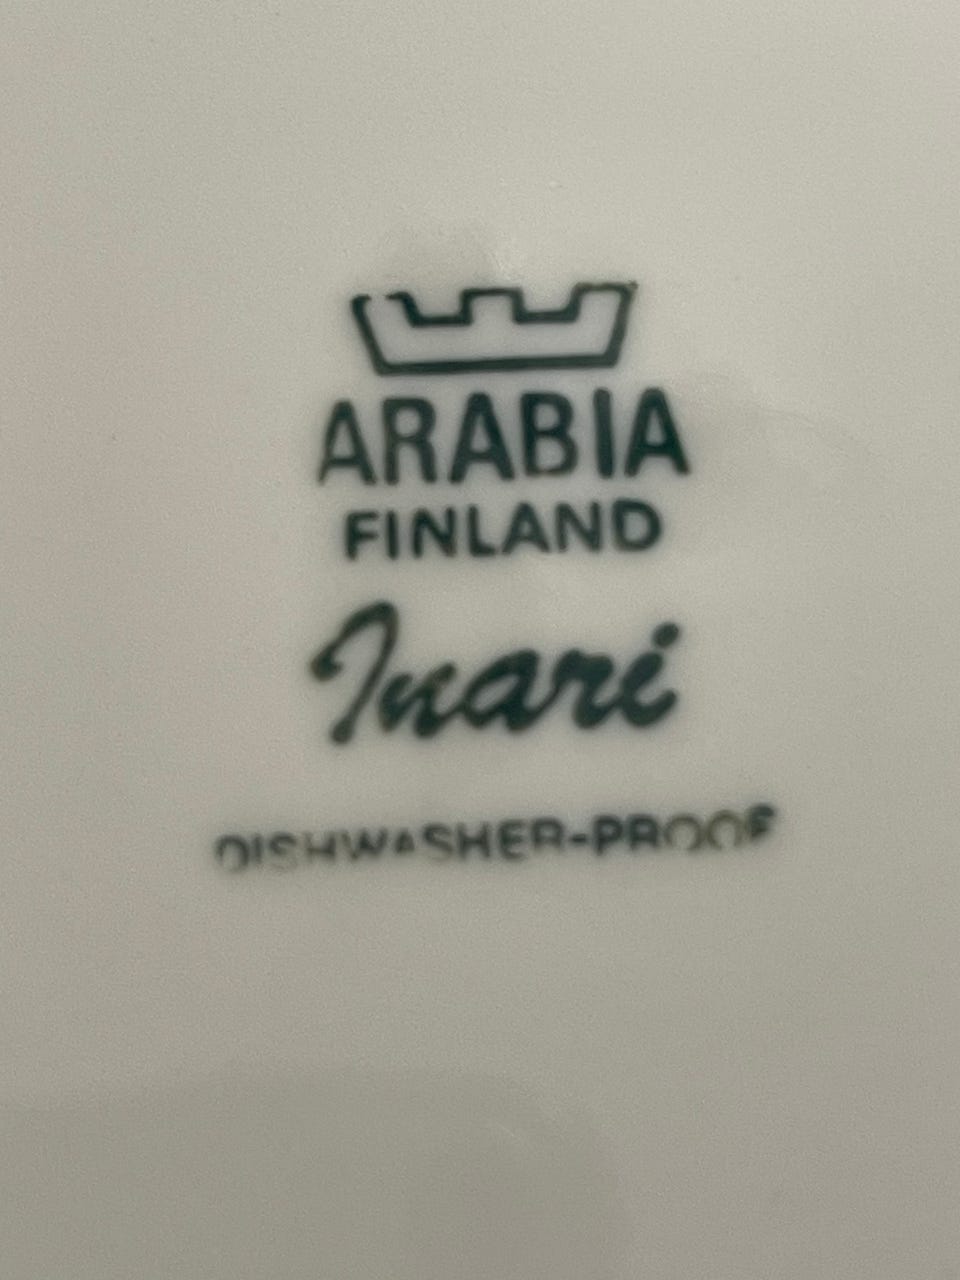 ARABIA
FINLAND
Inari
DISHWASHER-PROOF